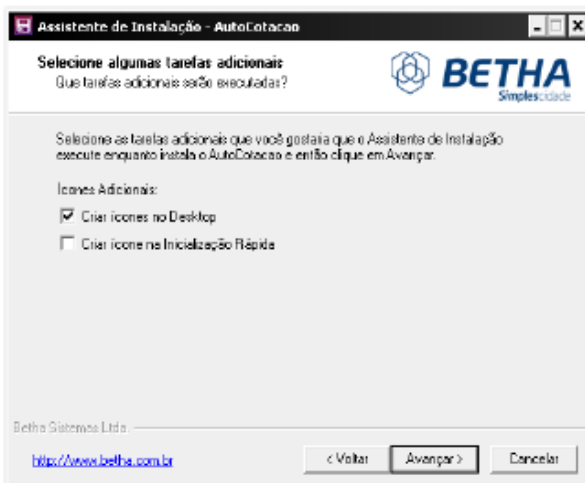 Assistente de Instalação - AutoCotacao
Selecione algumas tarefas adicionais
Que tarefas adicionais serão executadas?
BETHA
Simplescidade
Selecione as tarefas adicionais que você gostaria que o Assistente de Instalação
execute enquanto instala o AutoCotacao e então clique em Avançar.
Ícones Adicionais:
Criar ícones no Desktop
Criar ícone na Inicialização Rápida
Betha Sistemas Ltda.
http://www.betha.com.br
< Voltar
Avançar >
Cancelar